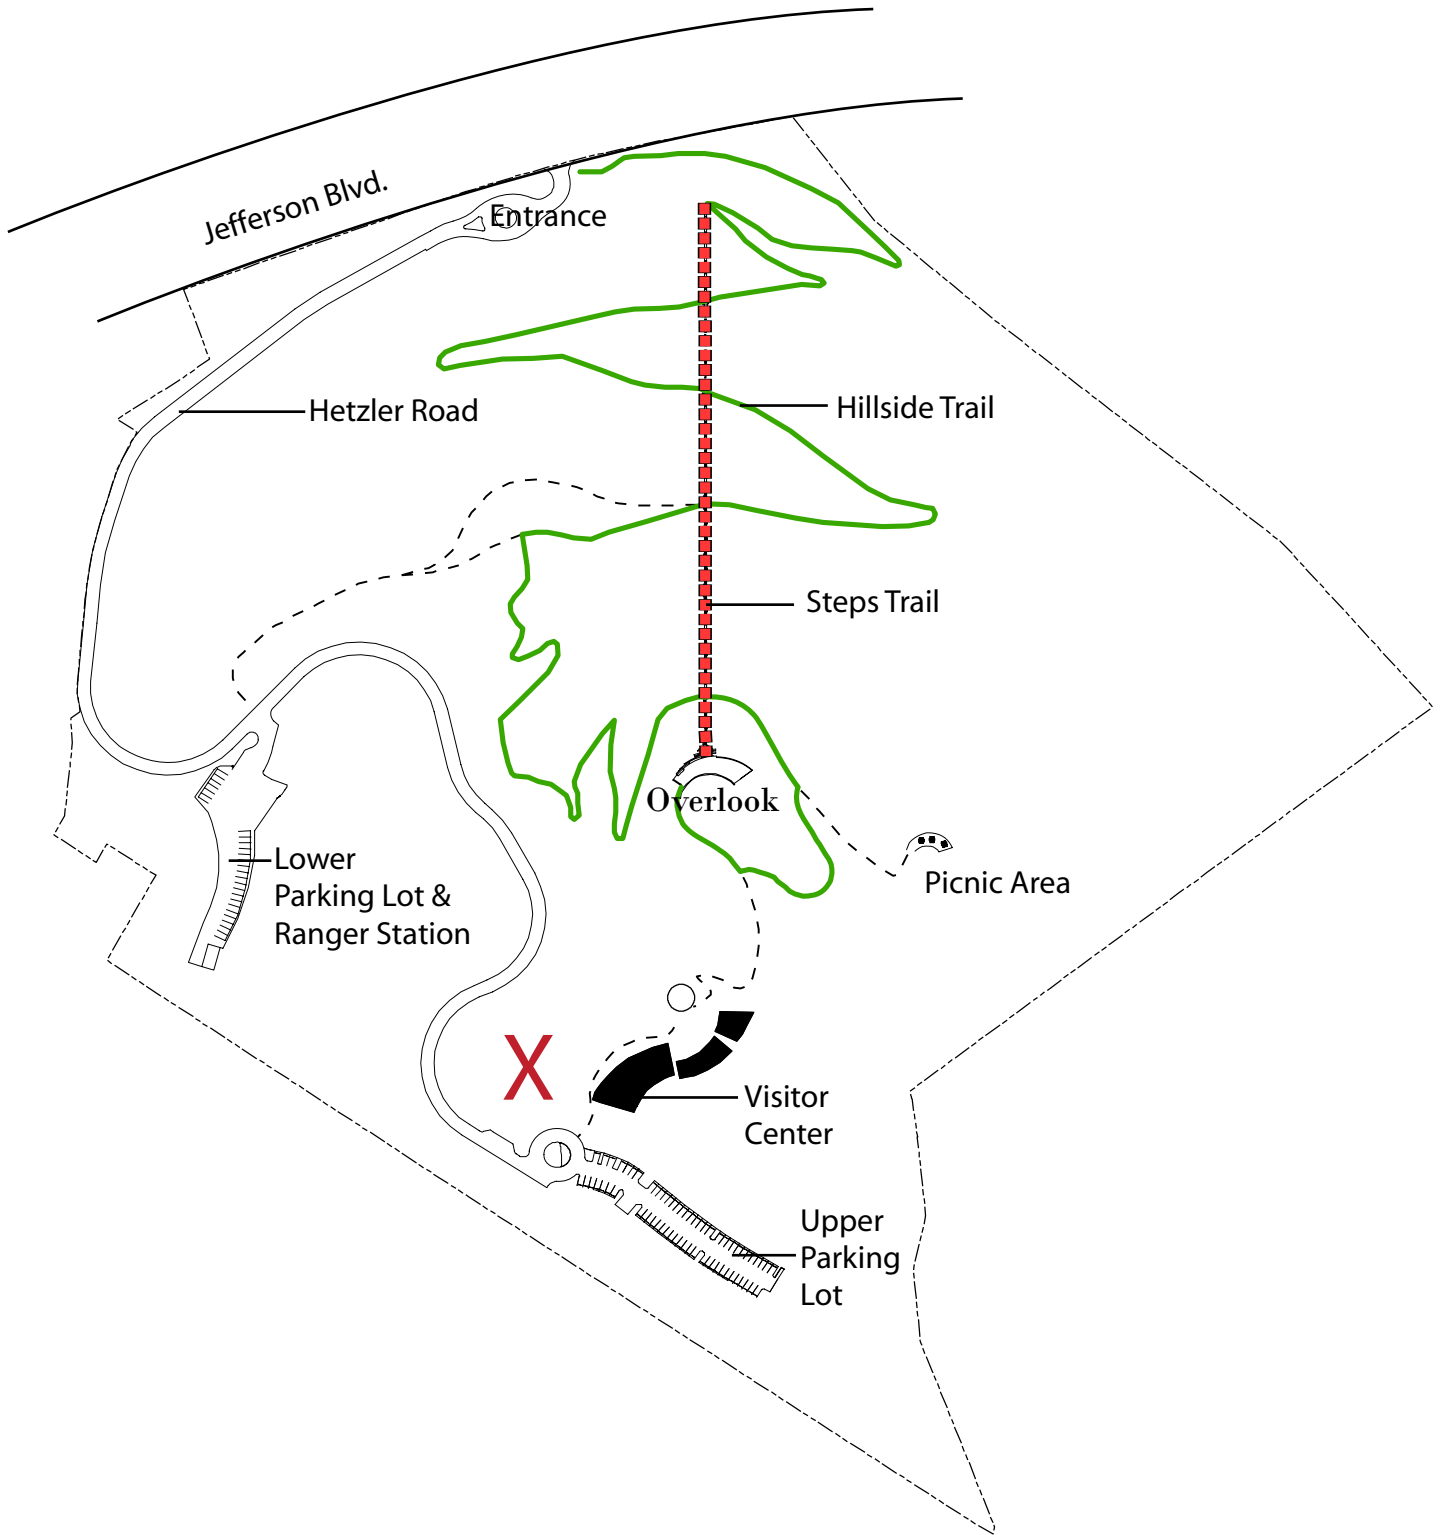 Jefferson Blvd.
Entrance
Hetzler Road
Hillside Trail
Steps Trail
Overlook
Lower
Parking Lot &
Ranger Station
Picnic Area
X
Visitor
Center
Upper
Parking
Lot